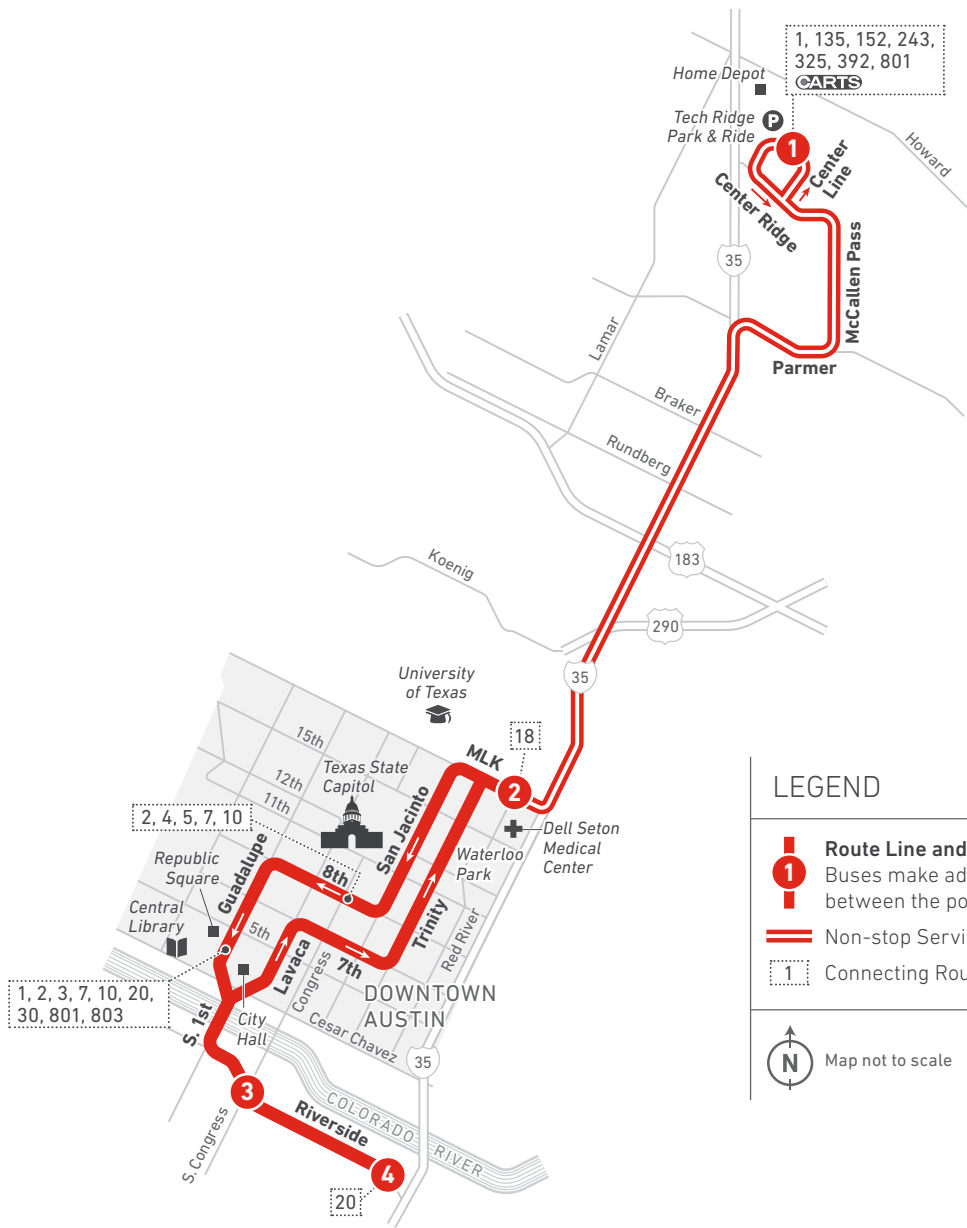 1, 135, 152, 243,
325, 392, 801
CARTS
Home Depot
Tech Ridge
Park & Ride
P
1
Howard
Center
Line
Center Ridge
35
McCallen Pass
Lamar
Parmer
Braker
Rundberg
183
Koenig
290
35
University
of Texas
18
15th
MLK
12th
11th
Texas State
Capitol
2
2, 4, 5, 7, 10
San Jacinto
Dell Seton
Medical
Center
Waterloo
Park
Guadalupe
8th
Republic
Square
Central
Library
5th
Trinity
Red River
Lavaca
Congress
7th
1, 2, 3, 7, 10, 20,
30, 801, 803
DOWNTOWN
AUSTIN
S. 1st
City
Hall
Cesar Chavez
35
3
Riverside
COLORADO RIVER
S. Congress
4
20
LEGEND
1
Route Line and
Buses make ad
between the po
Non-stop Servi
1
Connecting Rou
N
Map not to scale